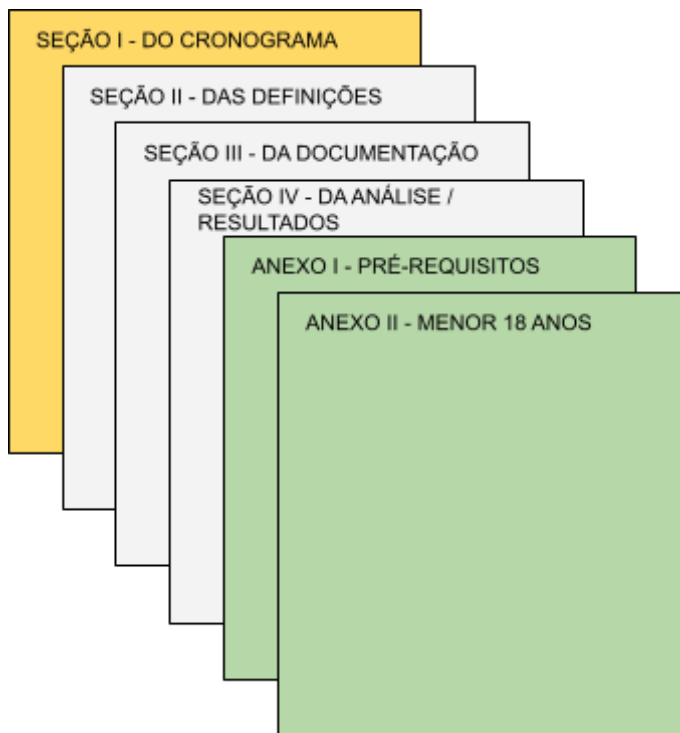 SEÇÃO I - DO CRONOGRAMA
SEÇÃO II - DAS DEFINIÇÕES
SEÇÃO III - DA DOCUMENTAÇÃO
SEÇÃO IV - DA ANÁLISE /
RESULTADOS
ANEXO I - PRÉ-REQUISITOS
ANEXO II - MENOR 18 ANOS